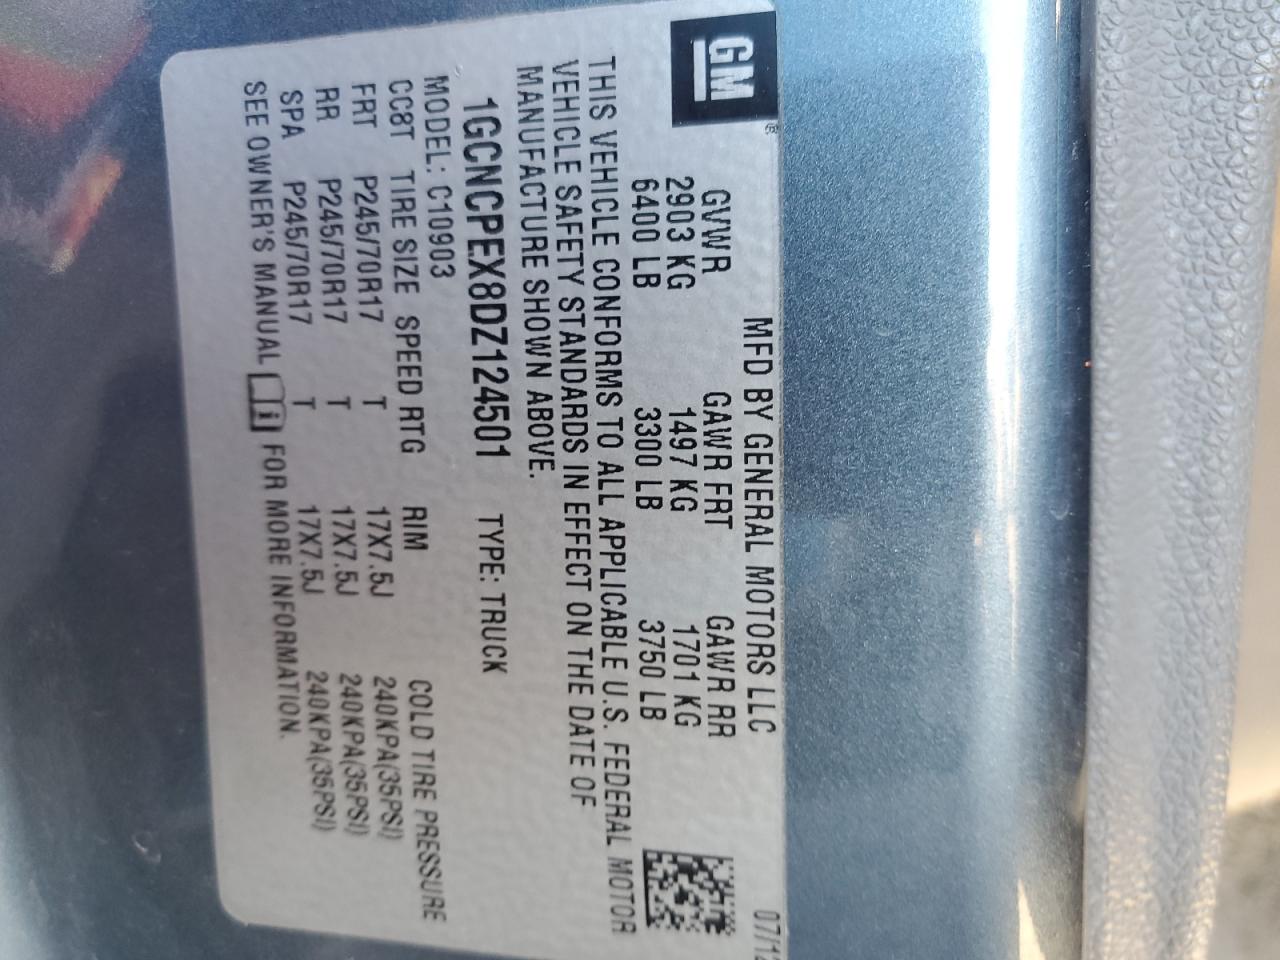 GM
MFD BY GENERAL MOTORS LLC 07/12
GVWR GAWR FRT GAWR RR
2903 KG 1497 KG 1701 KG
6400 LB 3300 LB 3750 LB
THIS VEHICLE CONFORMS TO ALL APPLICABLE U.S. FEDERAL MOTOR
VEHICLE SAFETY STANDARDS IN EFFECT ON THE DATE OF
MANUFACTURE SHOWN ABOVE.
1GCNCPEX8DZ124501 TYPE: TRUCK
MODEL: C10903
CC8T TIRE SIZE SPEED RTG RIM COLD TIRE PRESSURE
FRT P245/70R17 T 17X7.5J 240KPA(35PSI)
RR P245/70R17 T 17X7.5J 240KPA(35PSI)
SPA P245/70R17 T 17X7.5J 240KPA(35PSI)
SEE OWNER'S MANUAL i FOR MORE INFORMATION.